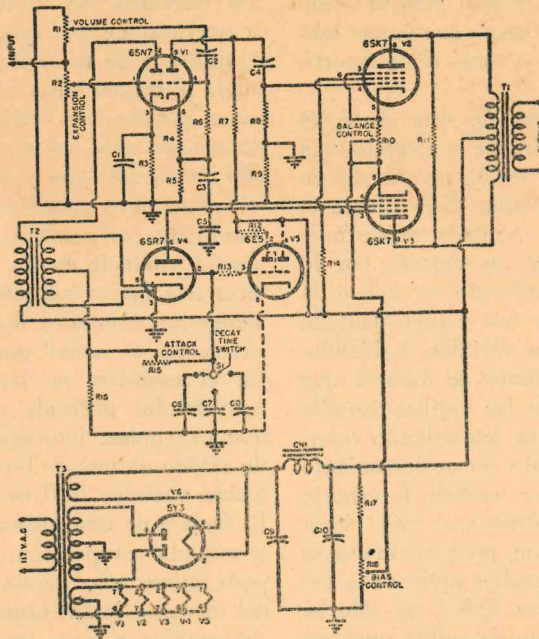 R1
VOLUME CONTROL
INPUT
R2
EXPANSION CONTROL
6SN7
V1
C2
C4
6SK7
V2
T1
R3
C1
R4
R5
R6
R7
R8
R9
C3
C5
BALANCE CONTROL
R10
R11
6SK7
V3
T2
6SR7
V4
R12
6E5
V5
R13
R14
ATTACK CONTROL
R15
DECAY TIME SWITCH
S1
R16
C6
C7
C8
T3
117 V.A.C.
V6
5Y3
CH1
C9
C10
R17
R18
BIAS CONTROL
V1
V2
V3
V4
V5